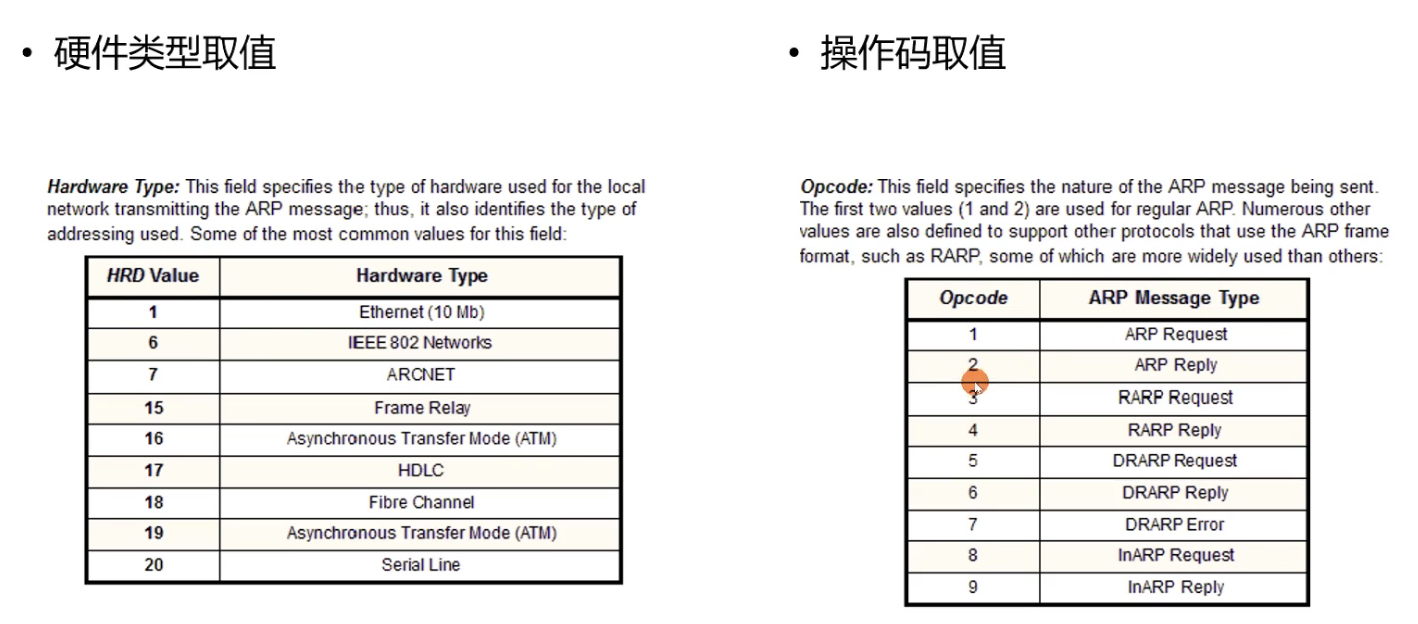 • 硬件类型取值
Hardware Type: This field specifies the type of hardware used for the local
network transmitting the ARP message; thus, it also identifies the type of
addressing used. Some of the most common values for this field:
HRD Value Hardware Type
1 Ethernet (10 Mb)
6 IEEE 802 Networks
7 ARCNET
15 Frame Relay
16 Asynchronous Transfer Mode (ATM)
17 HDLC
18 Fibre Channel
19 Asynchronous Transfer Mode (ATM)
20 Serial Line
• 操作码取值
Opcode: This field specifies the nature of the ARP message being sent.
The first two values (1 and 2) are used for regular ARP. Numerous other
values are also defined to support other protocols that use the ARP frame
format, such as RARP, some of which are more widely used than others:
Opcode ARP Message Type
1 ARP Request
2 ARP Reply
3 RARP Request
4 RARP Reply
5 DRARP Request
6 DRARP Reply
7 DRARP Error
8 InARP Request
9 InARP Reply